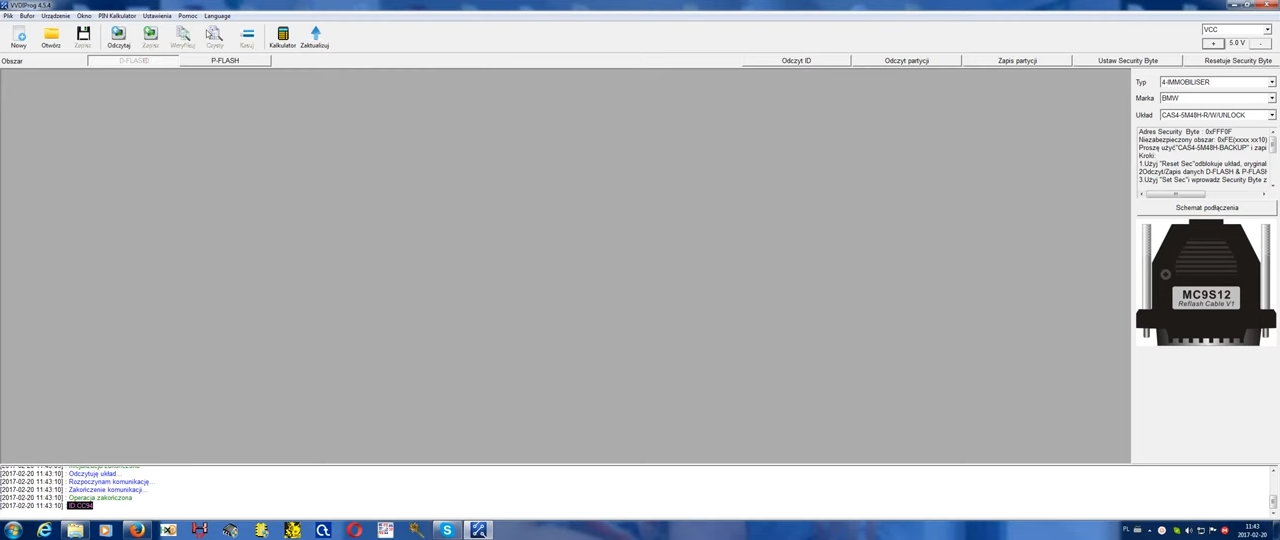 VVDIProg 4.5.4
Plik Bufor Urządzenie Okno PIN Kalkulator Ustawienia Pomoc Language
Nowy Otwórz Zapisz Odczytaj Zapisz Weryfikuj Czysty Kasuj Kalkulator Zaktualizuj
VCC
+ 5.0 V -
Obszar D-FLASH P-FLASH Odczyt ID Odczyt partycji Zapis partycji Ustaw Security Byte Resetuje Security Byte
Typ 4-IMMOBILISER
Marka BMW
Układ CAS4-5M48H-R/W/UNLOCK
Adres Security Byte : 0xFFF0F
Niezabezpieczony obszar: 0xFE(xxxx xx10)
Proszę użyć"CAS4-5M48H-BACKUP" i zapi
Kroki:
1.Użyj "Reset Sec"odblokuje układ, oryginal
2Odczyt/Zapis danych D-FLASH & P-FLASH
3.Użyj "Set Sec"i wprowadz Security Byte z
Schemat podłączenia
MC9S12
Reflash Cable V1
[2017-02-20 11:43:10] : Odczytuję układ...
[2017-02-20 11:43:10] : Rozpoczynam komunikację...
[2017-02-20 11:43:10] : Zakończenie komunikacji...
[2017-02-20 11:43:10] : Operacja zakończona
[2017-02-20 11:43:10] : ID:CCS4
PL
11:43
2017-02-20